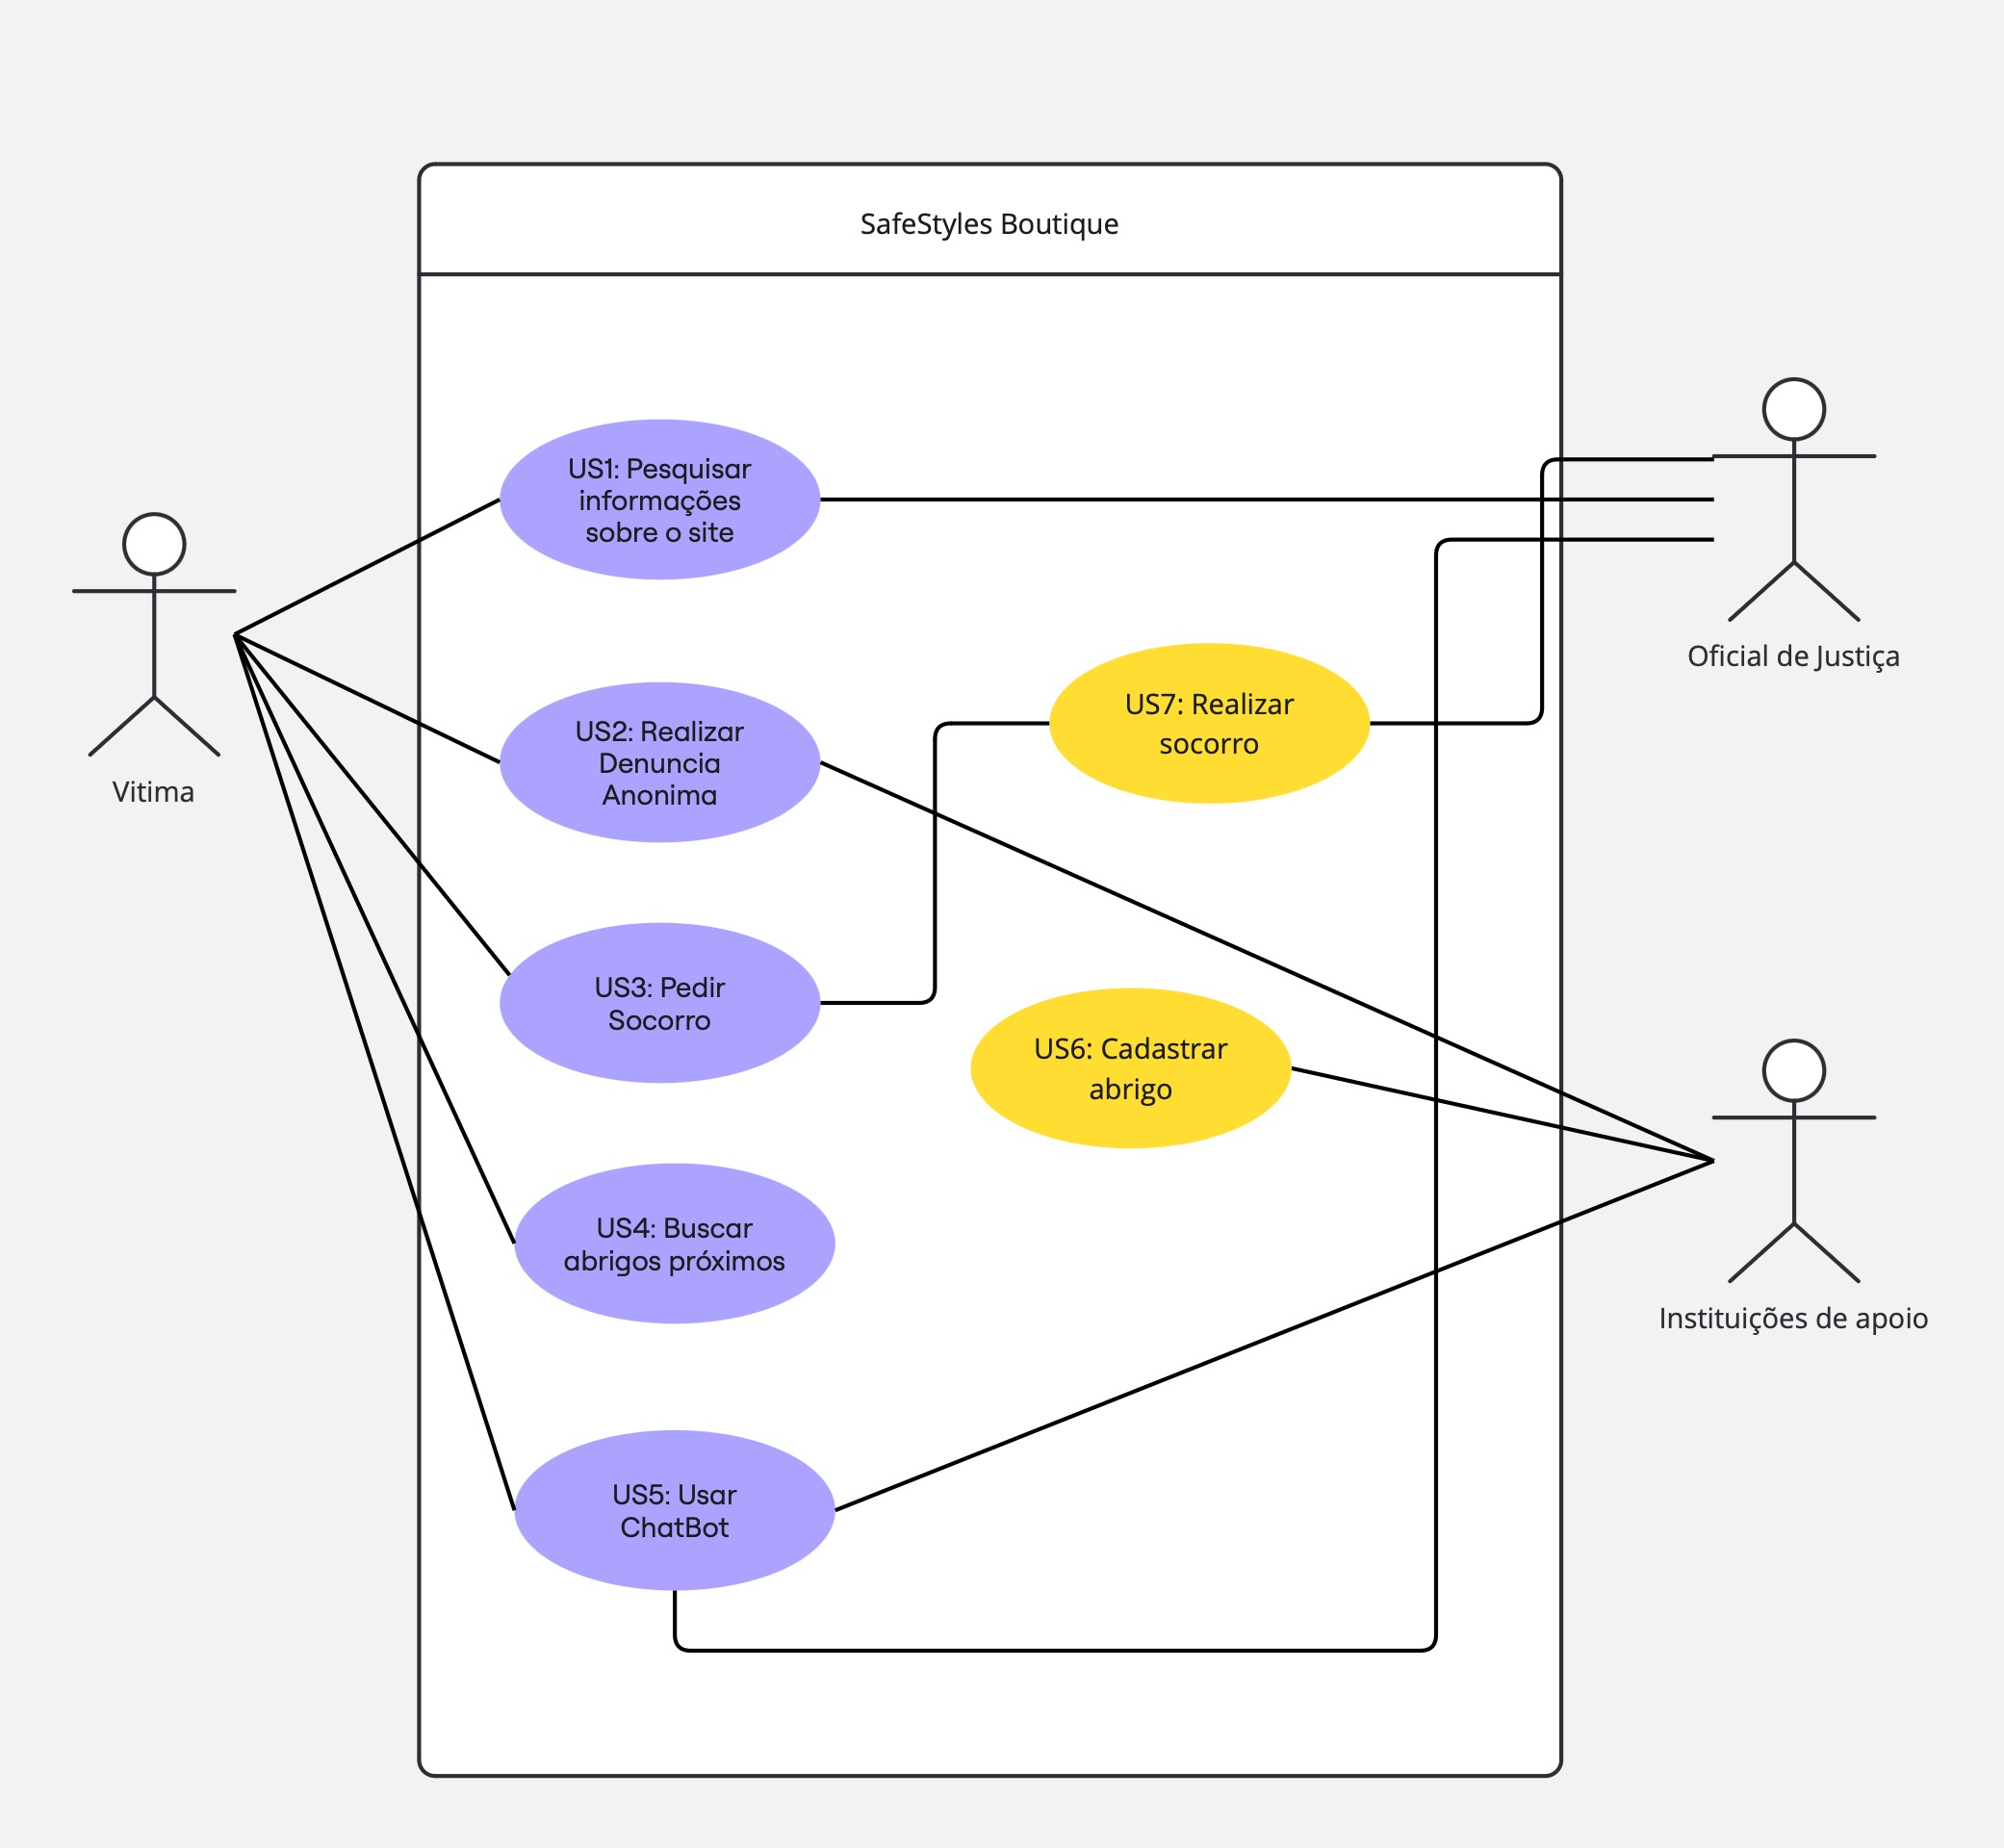 SafeStyles Boutique
US1: Pesquisar
informações
sobre o site
Oficial de Justiça
US7: Realizar
socorro
US2: Realizar
Denuncia
Anonima
Vitima
US3: Pedir
Socorro
US6: Cadastrar
abrigo
US4: Buscar
abrigos próximos
Instituições de apoio
US5: Usar
ChatBot